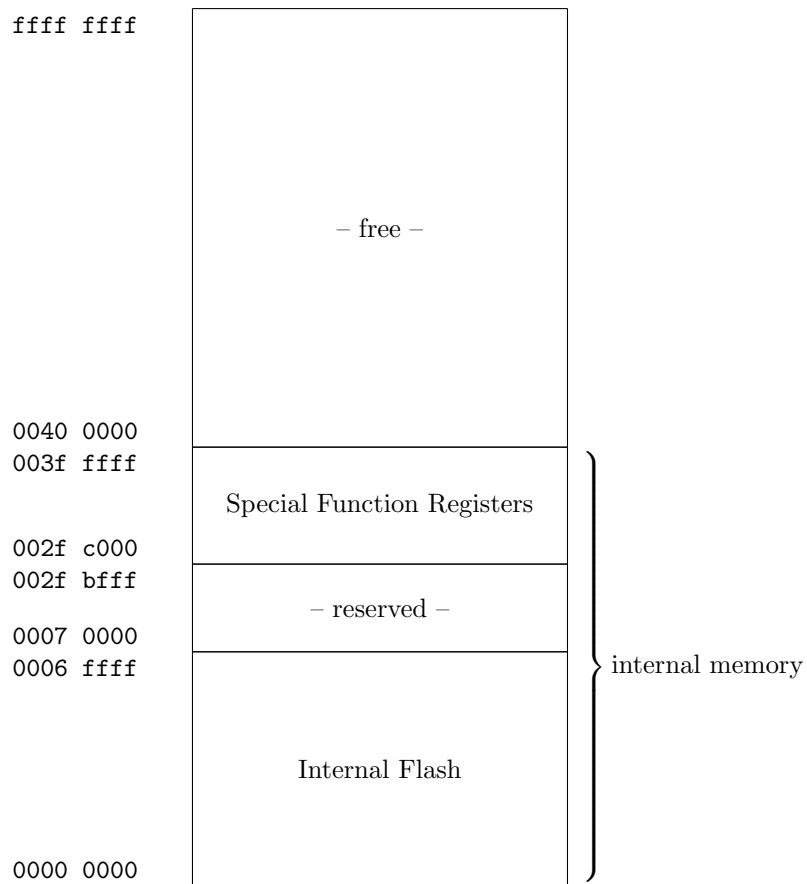 ffff ffff
– free –
0040 0000
003f ffff
Special Function Registers
002f c000
002f bfff
– reserved –
0007 0000
0006 ffff
internal memory
Internal Flash
0000 0000